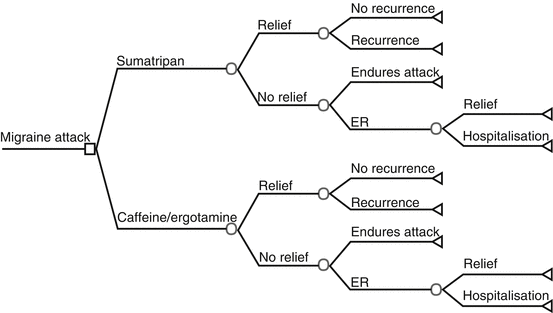 No recurrence
Relief
Recurrence
Sumatripan
Endures attack
No relief
Relief
ER
Hospitalisation
Migraine attack
No recurrence
Relief
Recurrence
Caffeine/ergotamine
Endures attack
No relief
Relief
ER
Hospitalisation